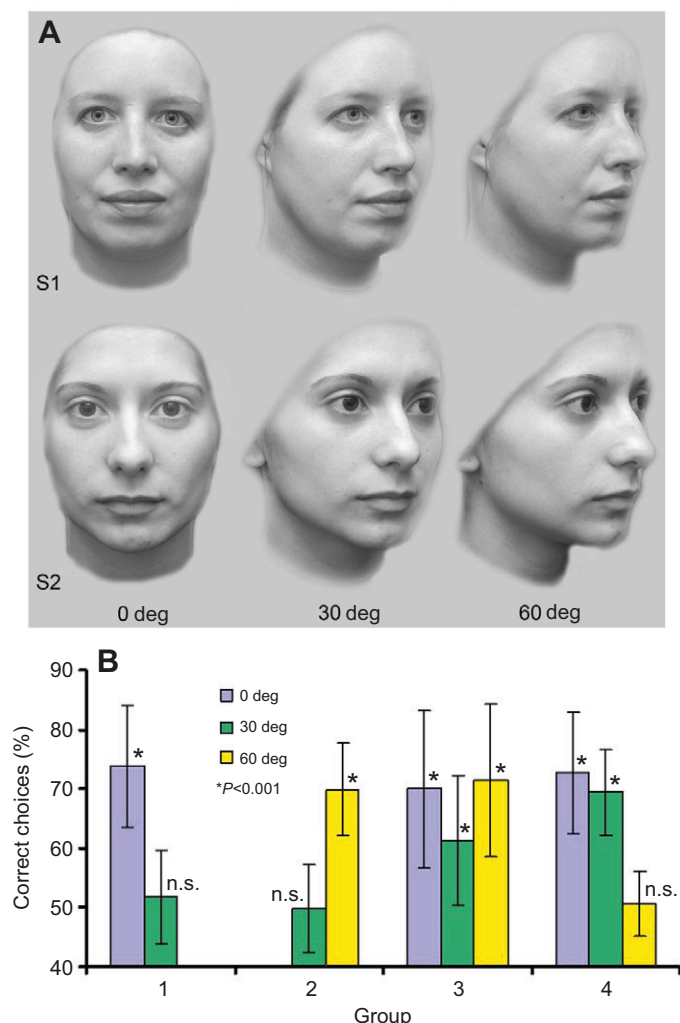 A
S1
S2
0 deg 30 deg 60 deg
B
90
80
70
60
50
40
Correct choices (%)
0 deg
30 deg
60 deg
*P<0.001
* n.s. n.s. * * * * * * n.s.
1 2 3 4
Group